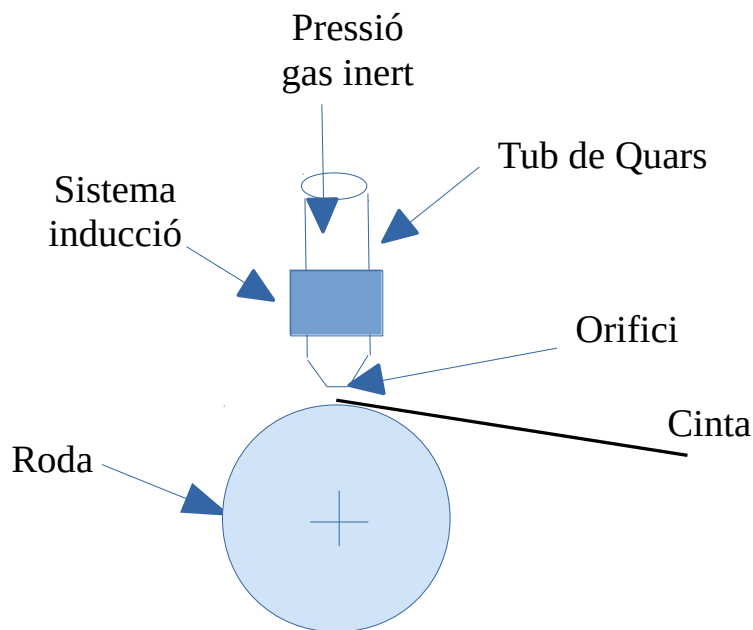 Pressió
gas inert
Tub de Quars
Sistema
inducció
Orifici
Cinta
Roda